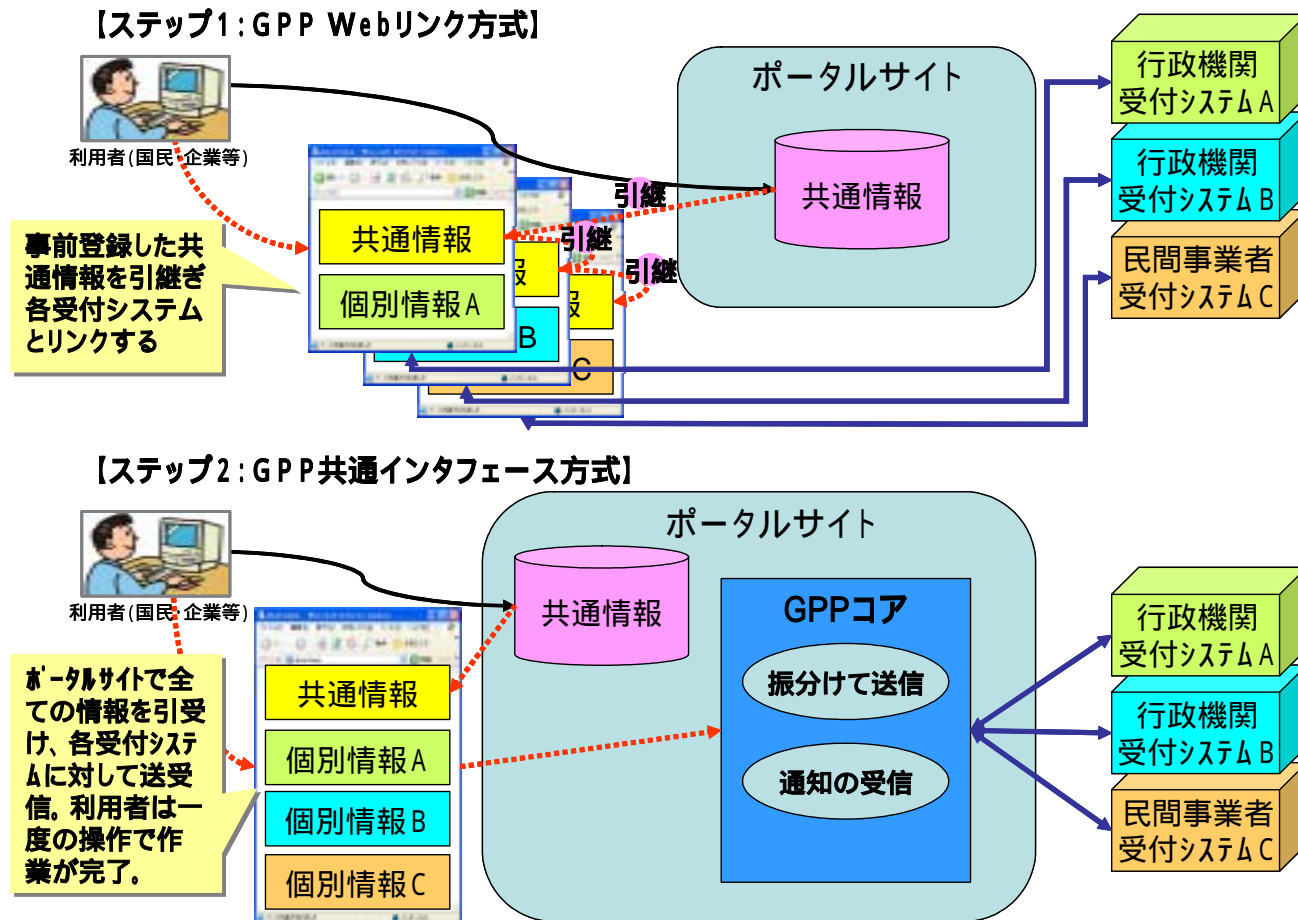 【ステップ1:GPP Webリンク方式】
ポータルサイト
共通情報
利用者(国民・企業等)
引継
引継
引継
共通情報
個別情報A
報
B
報
C
事前登録した共
通情報を引継ぎ
各受付システム
とリンクする
行政機関
受付システムA
行政機関
受付システムB
民間事業者
受付システムC
【ステップ2:GPP共通インタフェース方式】
ポータルサイト
共通情報
利用者(国民・企業等)
GPPコア
振分けて送信
通知の受信
共通情報
個別情報A
個別情報B
個別情報C
ポータルサイトで全
ての情報を引受
け、各受付システ
ムに対して送受
信。利用者は一
度の操作で作
業が完了。
行政機関
受付システムA
行政機関
受付システムB
民間事業者
受付システムC